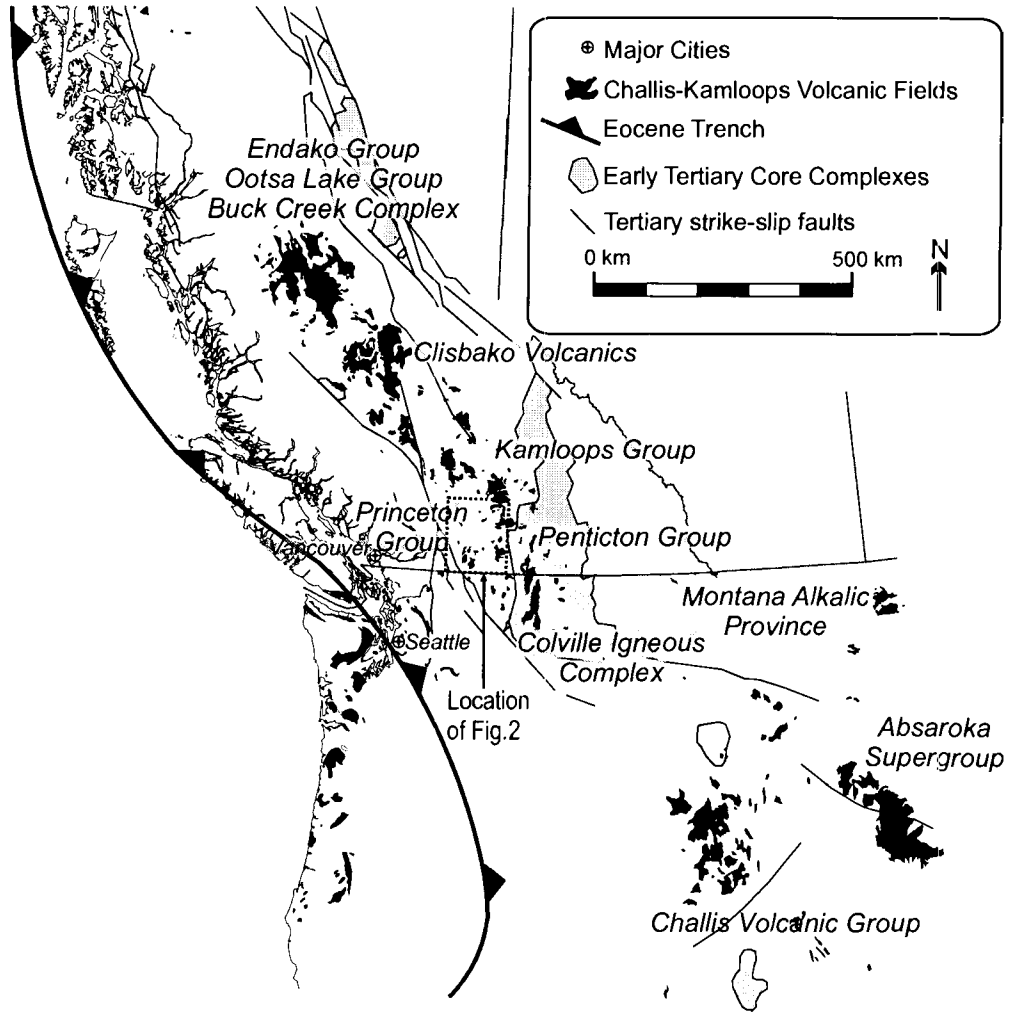 Major Cities
Challis-Kamloops Volcanic Fields
Eocene Trench
Early Tertiary Core Complexes
Tertiary strike-slip faults
0 km 500 km
N
Endako Group
Ootsa Lake Group
Buck Creek Complex
Clisbako Volcanics
Kamloops Group
Princeton
Group
Penticton Group
Vancouver
Montana Alkalic
Province
Seattle
Colville Igneous
Complex
Location
of Fig.2
Absaroka
Supergroup
Challis Volcanic Group